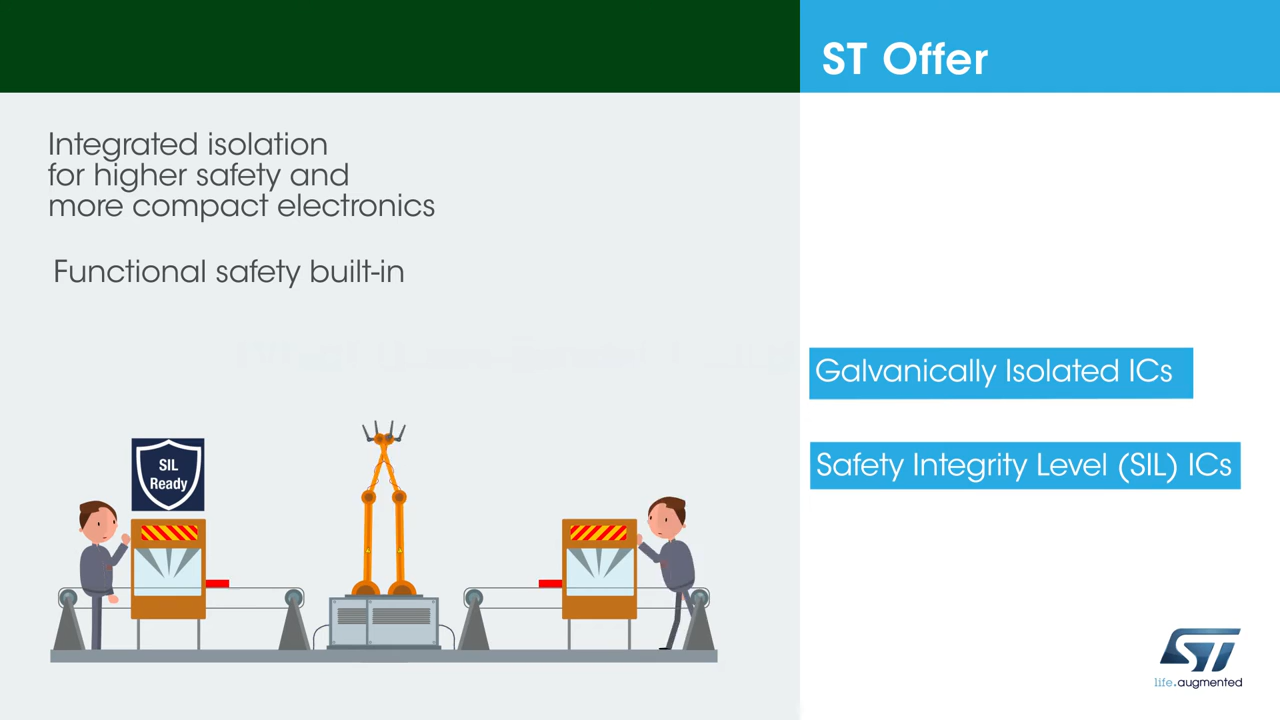 ST Offer
Integrated isolation
for higher safety and
more compact electronics
Functional safety built-in
Galvanically Isolated ICs
Safety Integrity Level (SIL) ICs
SIL
Ready
ST
life.augmented